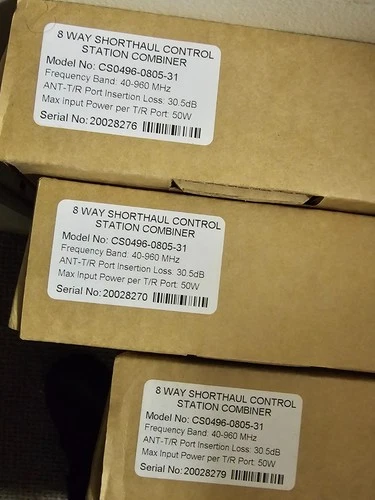 8 WAY SHORTHAUL CONTROL
STATION COMBINER
Model No: CS0496-0805-31
Frequency Band: 40-960 MHz
ANT-T/R Port Insertion Loss: 30.5dB
Max Input Power per T/R Port: 50W
Serial No: 20028276
8 WAY SHORTHAUL CONTROL
STATION COMBINER
Model No: CS0496-0805-31
Frequency Band: 40-960 MHz
ANT-T/R Port Insertion Loss: 30.5dB
Max Input Power per T/R Port: 50W
Serial No: 20028270
8 WAY SHORTHAUL CONTROL
STATION COMBINER
Model No: CS0496-0805-31
Frequency Band: 40-960 MHz
ANT-T/R Port Insertion Loss: 30.5dB
Max Input Power per T/R Port: 50W
Serial No: 20028279